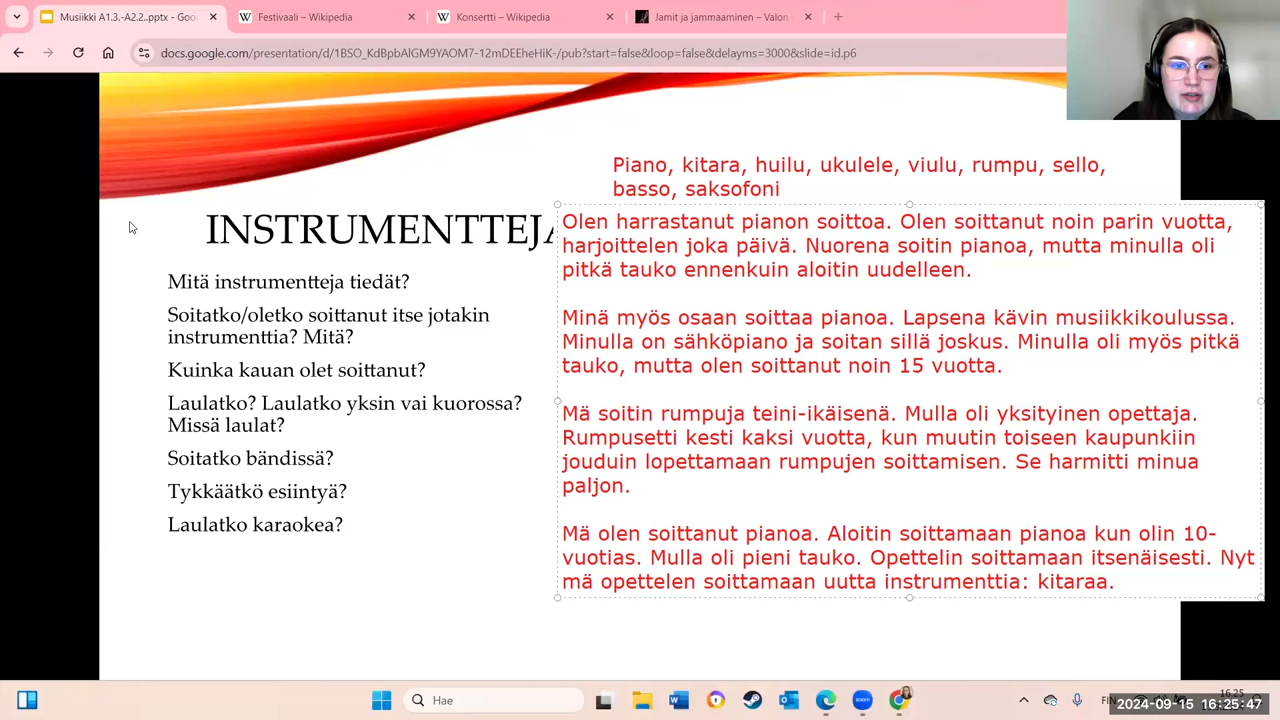 Musiikki A1.3.-A2.2..pptx - Goo
Festivaali – Wikipedia
Konsertti – Wikipedia
Jamit ja jammaaminen – Valon
docs.google.com/presentation/d/1BSO_KdBpbAlGM9YAOM7-12mDEEheHiK-/pub?start=false&loop=false&delayms=3000&slide=id.p6
Piano, kitara, huilu, ukulele, viulu, rumpu, sello,
basso, saksofoni
INSTRUMENTTEJA
Mitä instrumentteja tiedät?
Soitatko/oletko soittanut itse jotakin
instrumenttia? Mitä?
Kuinka kauan olet soittanut?
Laulatko? Laulatko yksin vai kuorossa?
Missä laulat?
Soitatko bändissä?
Tykkäätkö esiintyä?
Laulatko karaokea?
Olen harrastanut pianon soittoa. Olen soittanut noin parin vuotta,
harjoittelen joka päivä. Nuorena soitin pianoa, mutta minulla oli
pitkä tauko ennenkuin aloitin uudelleen.
Minä myös osaan soittaa pianoa. Lapsena kävin musiikkikoulussa.
Minulla on sähköpiano ja soitan sillä joskus. Minulla oli myös pitkä
tauko, mutta olen soittanut noin 15 vuotta.
Mä soitin rumpuja teini-ikäisenä. Mulla oli yksityinen opettaja.
Rumpusetti kesti kaksi vuotta, kun muutin toiseen kaupunkiin
jouduin lopettamaan rumpujen soittamisen. Se harmitti minua
paljon.
Mä olen soittanut pianoa. Aloitin soittamaan pianoa kun olin 10-
vuotias. Mulla oli pieni tauko. Opettelin soittamaan itsenäisesti. Nyt
mä opettelen soittamaan uutta instrumenttia: kitaraa.
Hae
FIN
16.25
2024-09-15 16:25:47